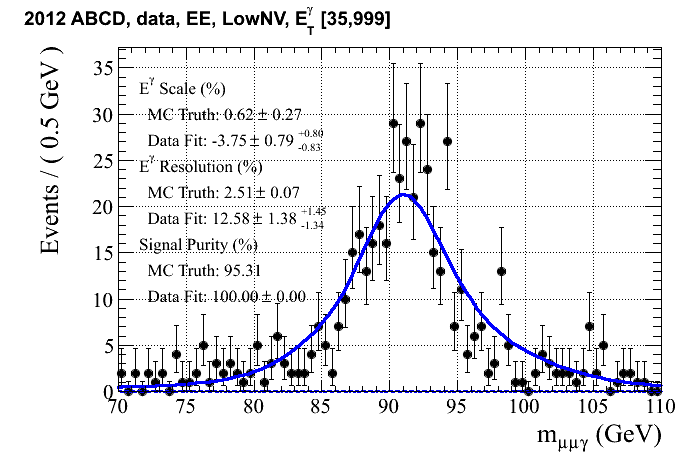 2012 ABCD, data, EE, LowNV, E_T^γ [35,999]
Events / ( 0.5 GeV )
35
30
25
20
15
10
5
0
E^γ Scale (%)
MC Truth: 0.62 ± 0.27
Data Fit: -3.75 ± 0.79 +0.80 -0.83
E^γ Resolution (%)
MC Truth: 2.51 ± 0.07
Data Fit: 12.58 ± 1.38 +1.45 -1.34
Signal Purity (%)
MC Truth: 95.31
Data Fit: 100.00 ± 0.00
70 75 80 85 90 95 100 105 110
m_μμγ (GeV)